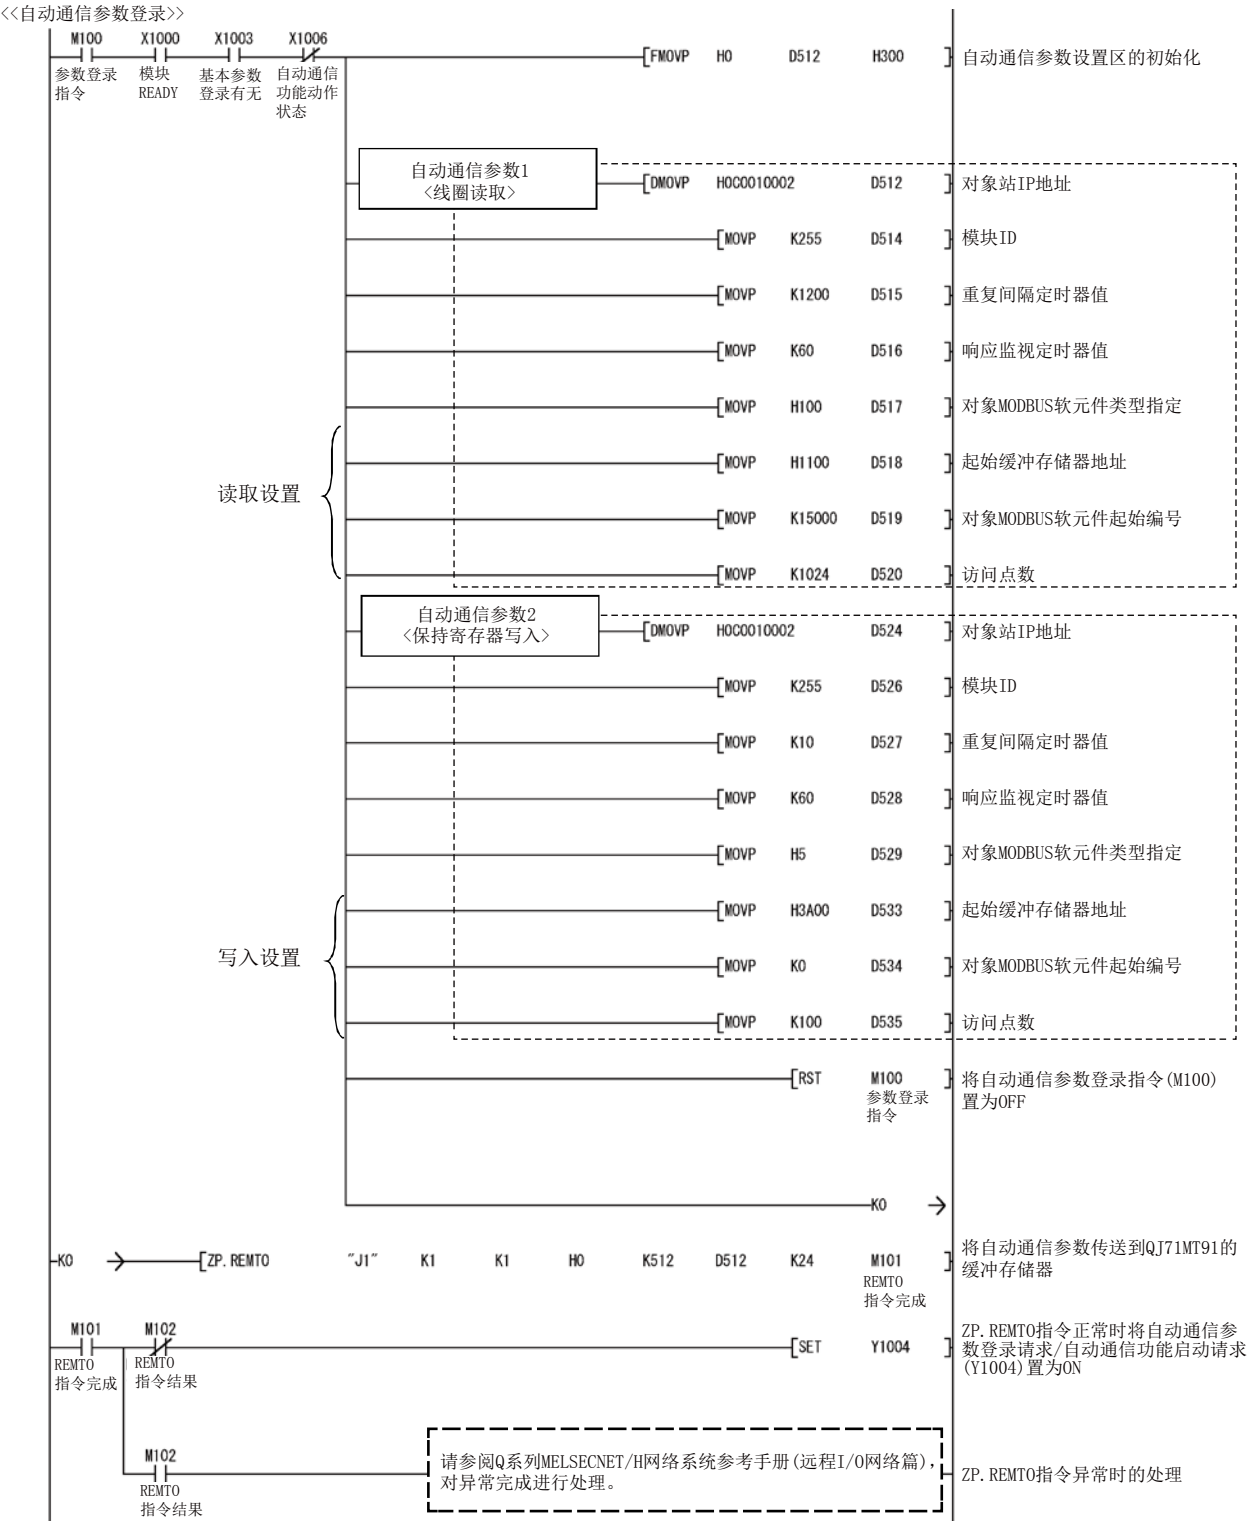 <<自动通信参数登录>>
M100 X1000 X1003 X1006
参数登录指令 模块READY 基本参数登录有无 自动通信功能动作状态
FMOVP H0 D512 H300 自动通信参数设置区的初始化
自动通信参数1
<线圈读取>
DMOVP H0C0010002 D512 对象站IP地址
MOVP K255 D514 模块ID
MOVP K1200 D515 重复间隔定时器值
MOVP K60 D516 响应监视定时器值
MOVP H100 D517 对象MODBUS软元件类型指定
MOVP H1100 D518 起始缓冲存储器地址
读取设置
MOVP K15000 D519 对象MODBUS软元件起始编号
MOVP K1024 D520 访问点数
自动通信参数2
<保持寄存器写入>
DMOVP H0C0010002 D524 对象站IP地址
MOVP K255 D526 模块ID
MOVP K10 D527 重复间隔定时器值
MOVP K60 D528 响应监视定时器值
MOVP H5 D529 对象MODBUS软元件类型指定
MOVP H3A00 D533 起始缓冲存储器地址
写入设置
MOVP K0 D534 对象MODBUS软元件起始编号
MOVP K100 D535 访问点数
RST M100 将自动通信参数登录指令(M100)
参数登录 置为OFF
指令
K0
K0 ZP.REMTO "J1" K1 K1 H0 K512 D512 K24 M101 将自动通信参数传送到QJ71MT91的
REMTO 缓冲存储器
指令完成
M101 M102 SET Y1004 ZP.REMTO指令正常时将自动通信参
REMTO REMTO 数登录请求/自动通信功能启动请求
指令完成 指令结果 (Y1004)置为ON
M102
REMTO
指令结果
请参阅Q系列MELSECNET/H网络系统参考手册(远程I/O网络篇),
对异常完成进行处理。
ZP.REMTO指令异常时的处理